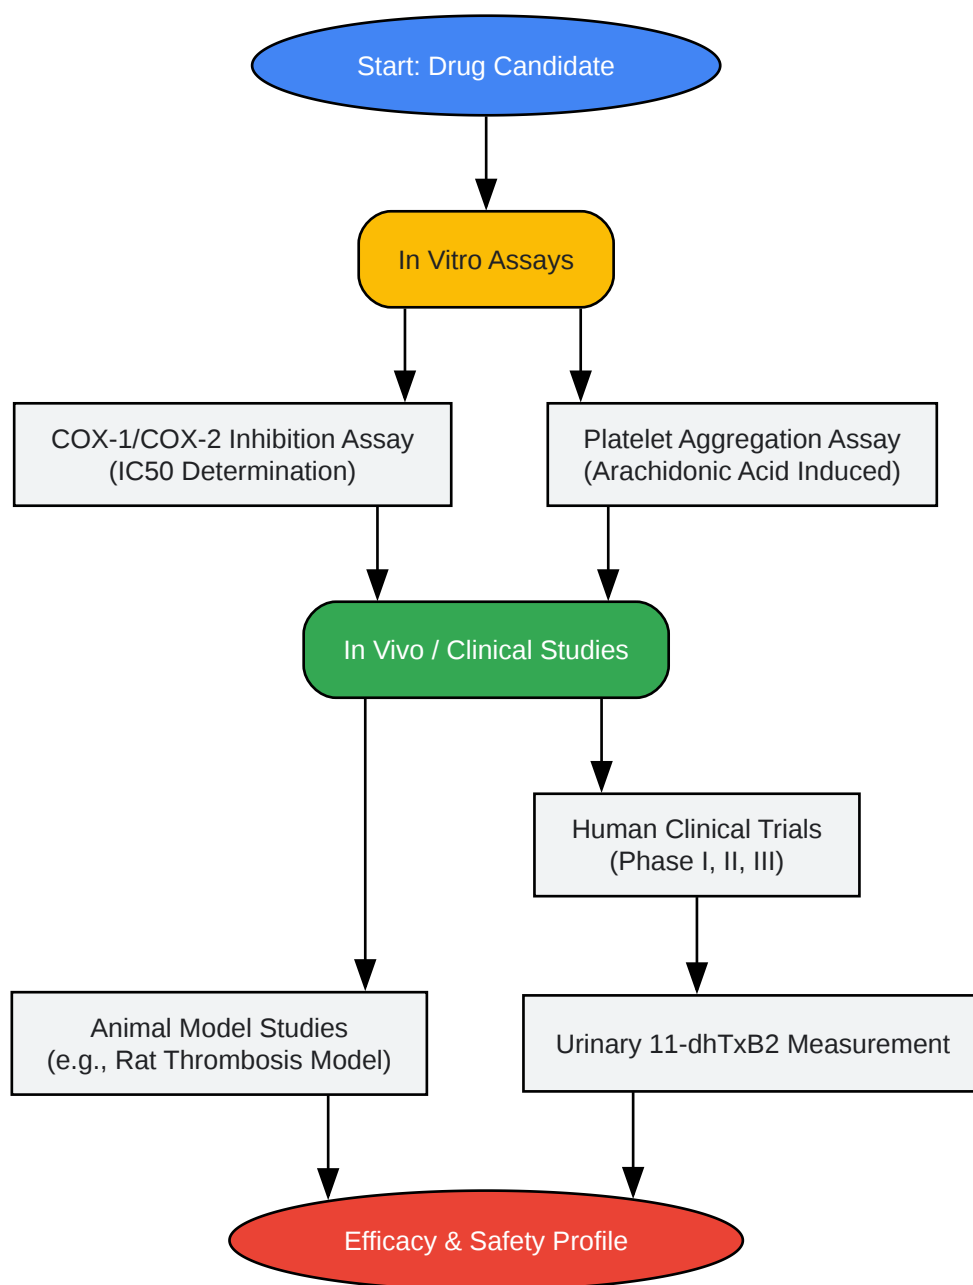 Start: Drug Candidate
In Vitro Assays
COX-1/COX-2 Inhibition Assay
(IC50 Determination)
Platelet Aggregation Assay
(Arachidonic Acid Induced)
In Vivo / Clinical Studies
Human Clinical Trials
(Phase I, II, III)
Animal Model Studies
(e.g., Rat Thrombosis Model)
Urinary 11-dhTxB2 Measurement
Efficacy & Safety Profile